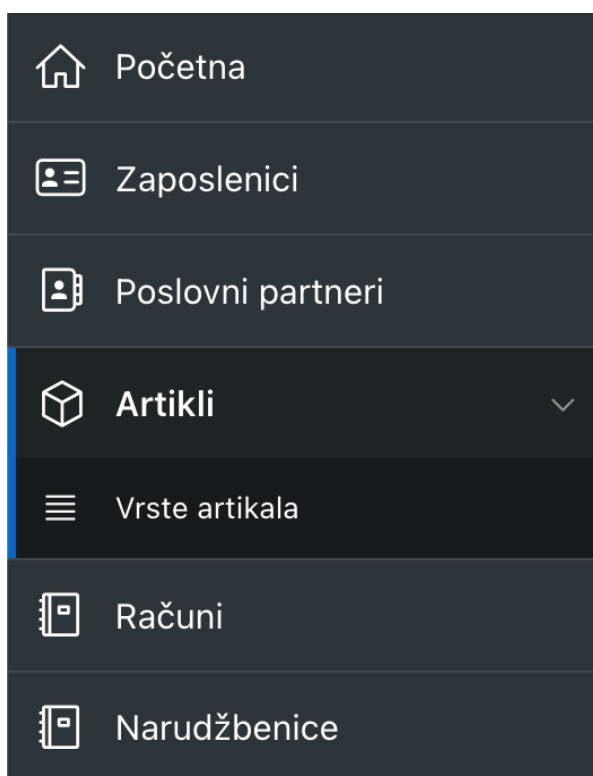 Početna
Zaposlenici
Poslovni partneri
Artikli
Vrste artikala
Računi
Narudžbenice